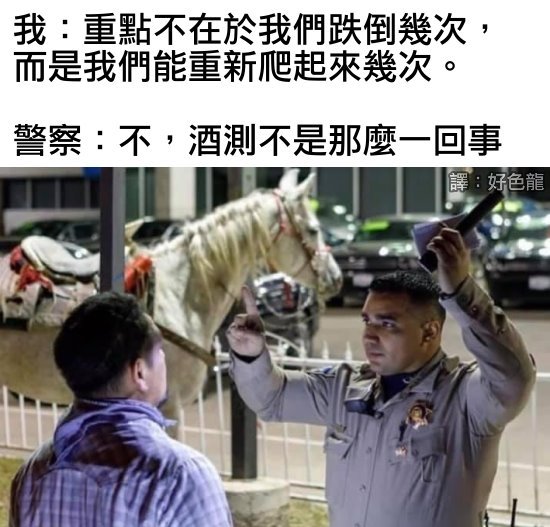 我：重點不在於我們跌倒幾次，
而是我們能重新爬起來幾次。
警察：不，酒測不是那麼一回事
譯：好色龍